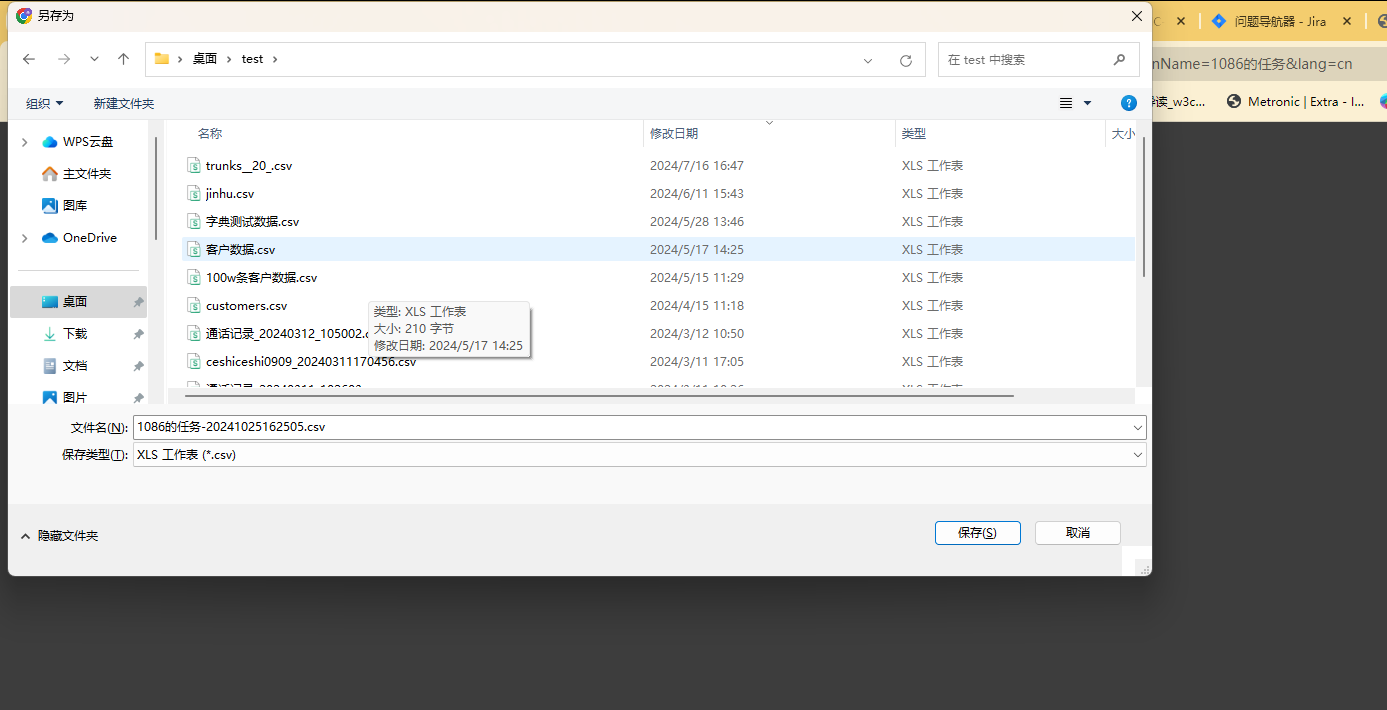 另存为
问题导航器 - Jira
桌面 test
在 test 中搜索
nName=1086的任务&lang=cn
组织 新建文件夹
读_w3c...
Metronic | Extra - I...
名称 修改日期 类型 大小
WPS云盘
主文件夹
图库
OneDrive
桌面
下载
文档
图片
trunks__20_.csv 2024/7/16 16:47 XLS 工作表
jinhu.csv 2024/6/11 15:43 XLS 工作表
字典测试数据.csv 2024/5/28 13:46 XLS 工作表
客户数据.csv 2024/5/17 14:25 XLS 工作表
100w条客户数据.csv 2024/5/15 11:29 XLS 工作表
customers.csv 2024/4/15 11:18 XLS 工作表
通话记录_20240312_105002.c 2024/3/12 10:50 XLS 工作表
ceshiceshi0909_20240311170456.csv 2024/3/11 17:05 XLS 工作表
类型: XLS 工作表
大小: 210 字节
修改日期: 2024/5/17 14:25
文件名(N): 1086的任务-20241025162505.csv
保存类型(T): XLS 工作表 (*.csv)
隐藏文件夹
保存(S) 取消